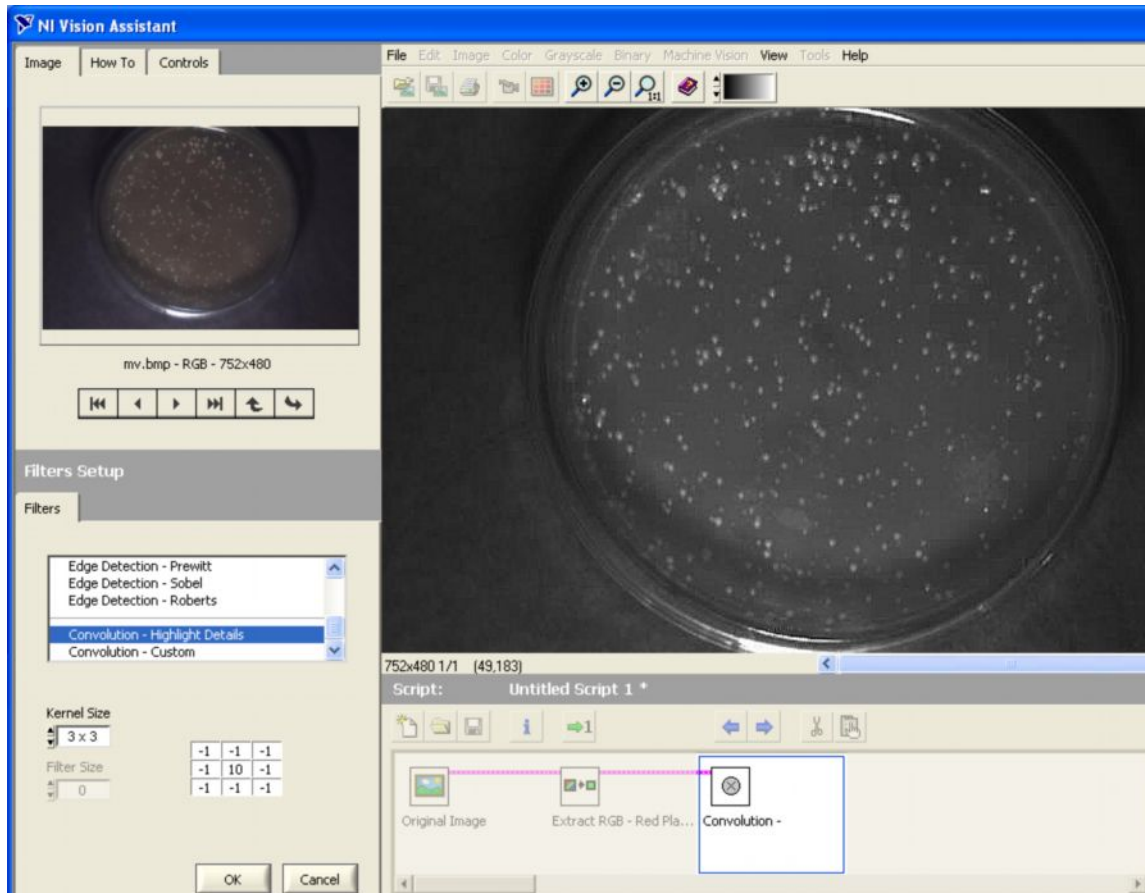 NI Vision Assistant
Image How To Controls
File Edit Image Color Grayscale Binary Machine Vision View Tools Help
1:1
mv.bmp - RGB - 752x480
Filters Setup
Filters
Edge Detection - Prewitt
Edge Detection - Sobel
Edge Detection - Roberts
Convolution - Highlight Details
Convolution - Custom
Kernel Size
3 x 3
Filter Size
0
-1 -1 -1
-1 10 -1
-1 -1 -1
OK Cancel
752x480 1/1 (49,183)
Script: Untitled Script 1 *
i 1
Original Image Extract RGB - Red Pla... Convolution -